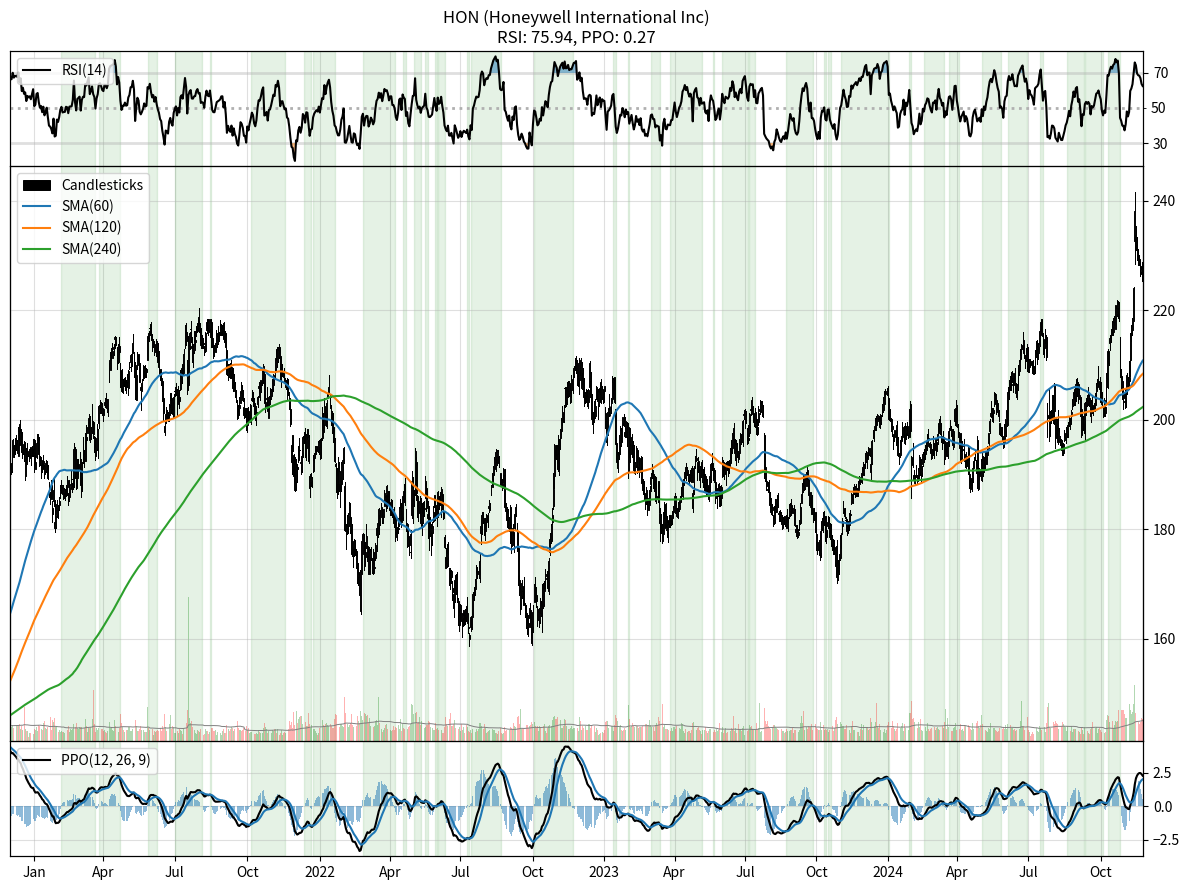 HON (Honeywell International Inc)
RSI: 75.94, PPO: 0.27
RSI(14)
70
50
30
Candlesticks
SMA(60)
SMA(120)
SMA(240)
240
220
200
180
160
PPO(12, 26, 9)
2.5
0.0
−2.5
Jan Apr Jul Oct 2022 Apr Jul Oct 2023 Apr Jul Oct 2024 Apr Jul Oct